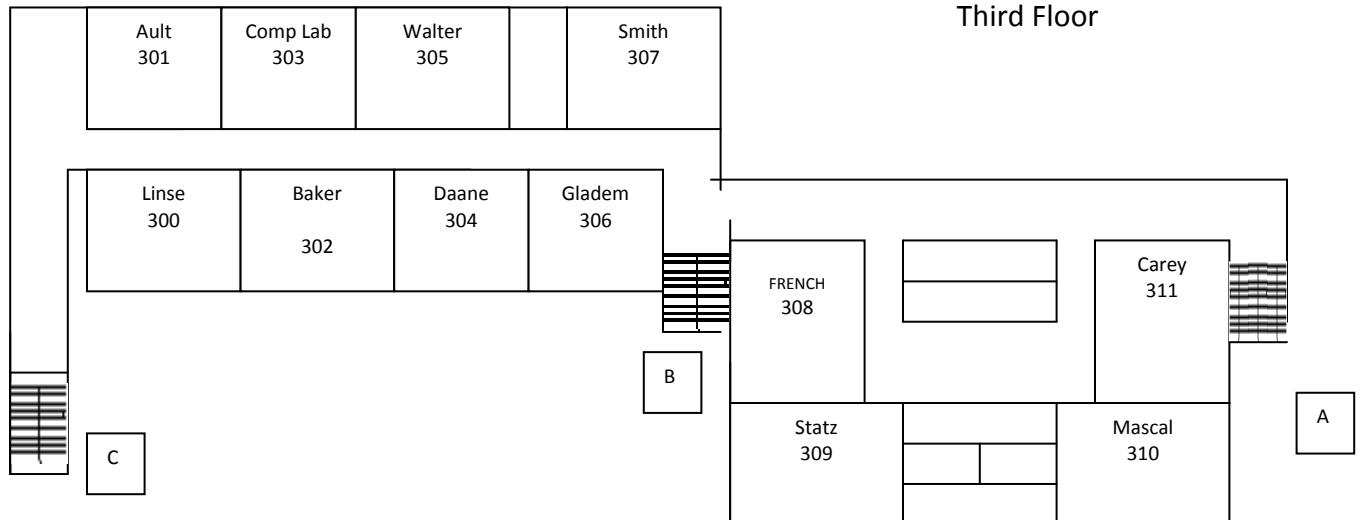 Third Floor
Ault
301
Comp Lab
303
Walter
305
Smith
307
Linse
300
Baker
302
Daane
304
Gladem
306
FRENCH
308
Carey
311
B
A
C
Statz
309
Mascal
310